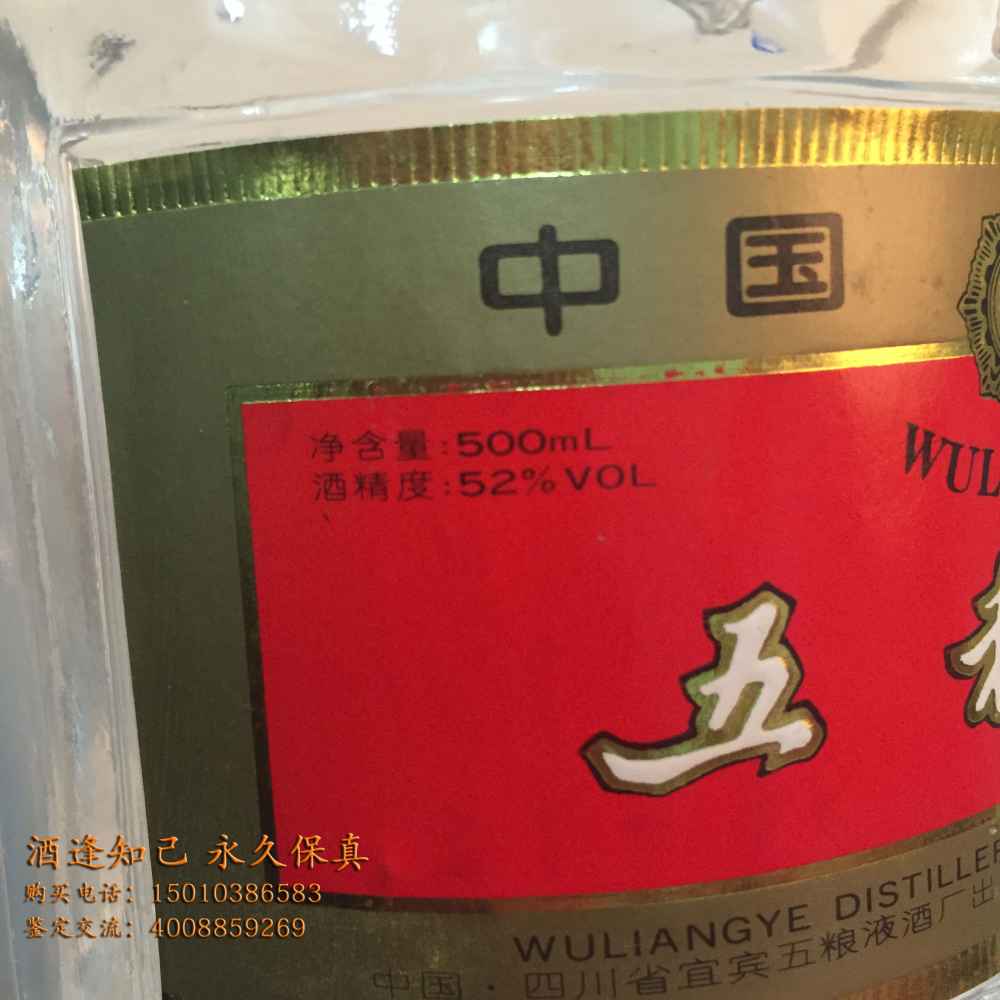 中国
净含量:500mL
酒精度:52%VOL
五
酒逢知己 永久保真
购买电话：15010386583
鉴定交流：4008859269
WULIANGYE
中国·四川省宜宾五粮液酒厂出